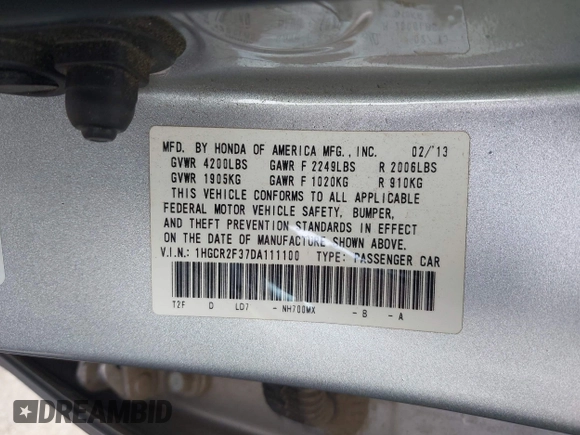 MFD. BY HONDA OF AMERICA MFG., INC. 02/'13
GVWR 4200LBS GAWR F 2249LBS R 2006LBS
GVWR 1905KG GAWR F 1020KG R 910KG
THIS VEHICLE CONFORMS TO ALL APPLICABLE
FEDERAL MOTOR VEHICLE SAFETY, BUMPER,
AND THEFT PREVENTION STANDARDS IN EFFECT
ON THE DATE OF MANUFACTURE SHOWN ABOVE.
V.I.N.: 1HGCR2F37DA111100 TYPE: PASSENGER CAR
T2F D LD7 - NH700MX - B - A
DREAMBID